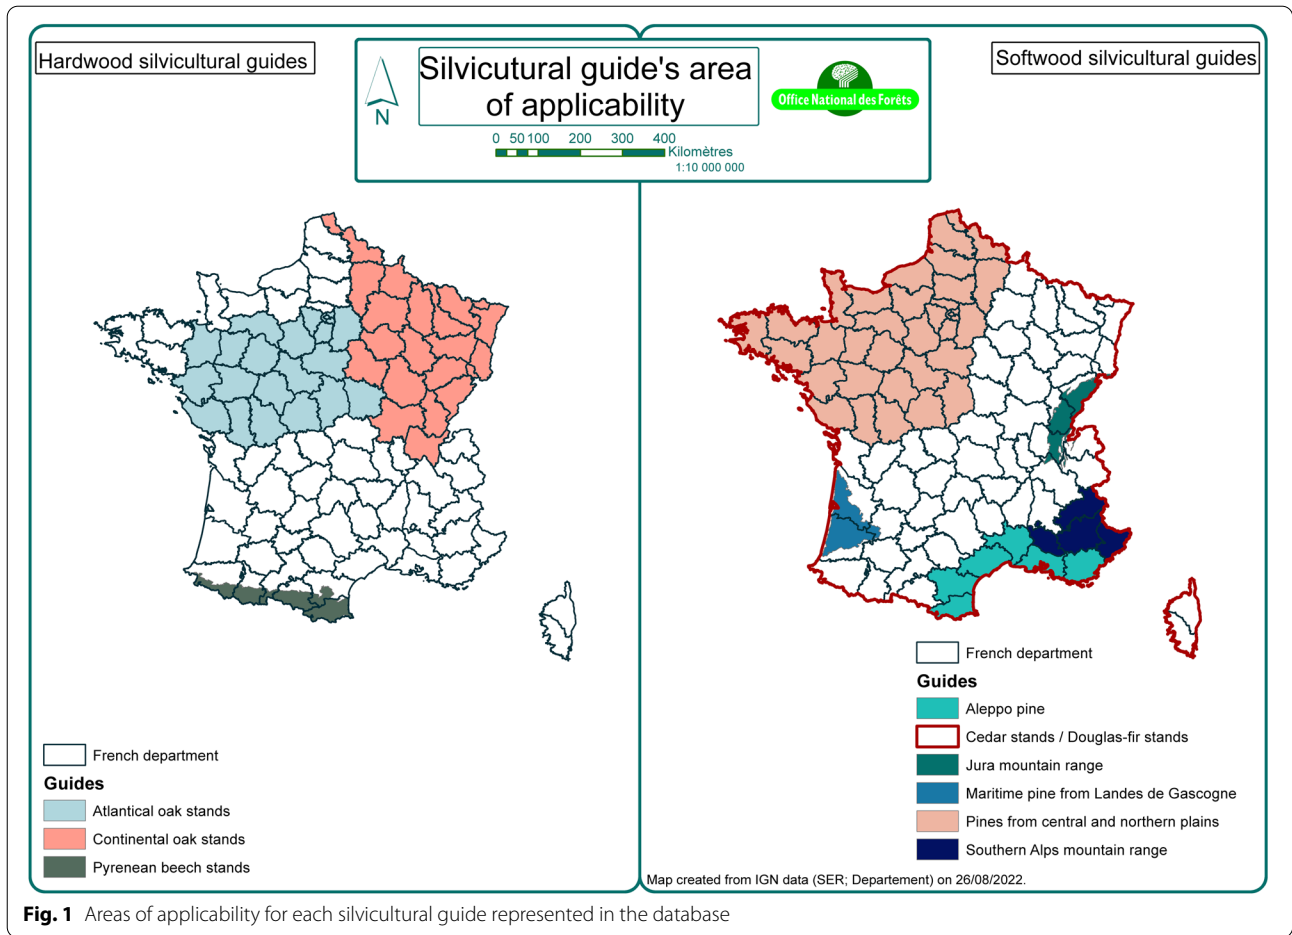 Hardwood silvicultural guides
Silvicutural guide's area
of applicability
N
Office National des Forêts
0 50 100 200 300 400
Kilomètres
1:10 000 000
Softwood silvicultural guides
French department
Guides
Atlantical oak stands
Continental oak stands
Pyrenean beech stands
French department
Guides
Aleppo pine
Cedar stands / Douglas-fir stands
Jura mountain range
Maritime pine from Landes de Gascogne
Pines from central and northern plains
Southern Alps mountain range
Map created from IGN data (SER; Departement) on 26/08/2022.
Fig. 1 Areas of applicability for each silvicultural guide represented in the database